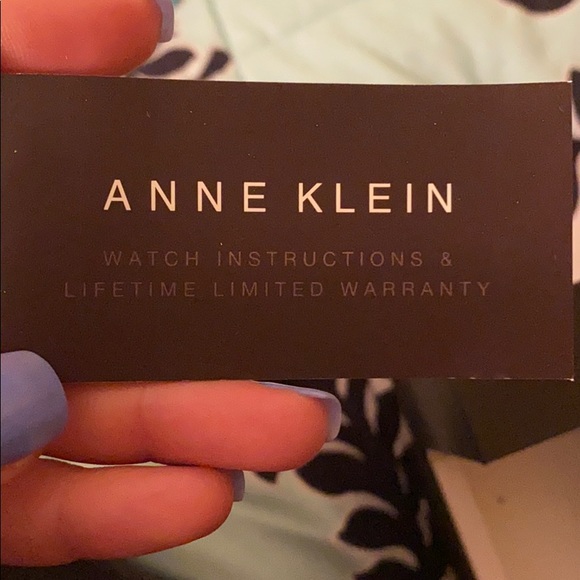 ANNE KLEIN
WATCH INSTRUCTIONS &
LIFETIME LIMITED WARRANTY